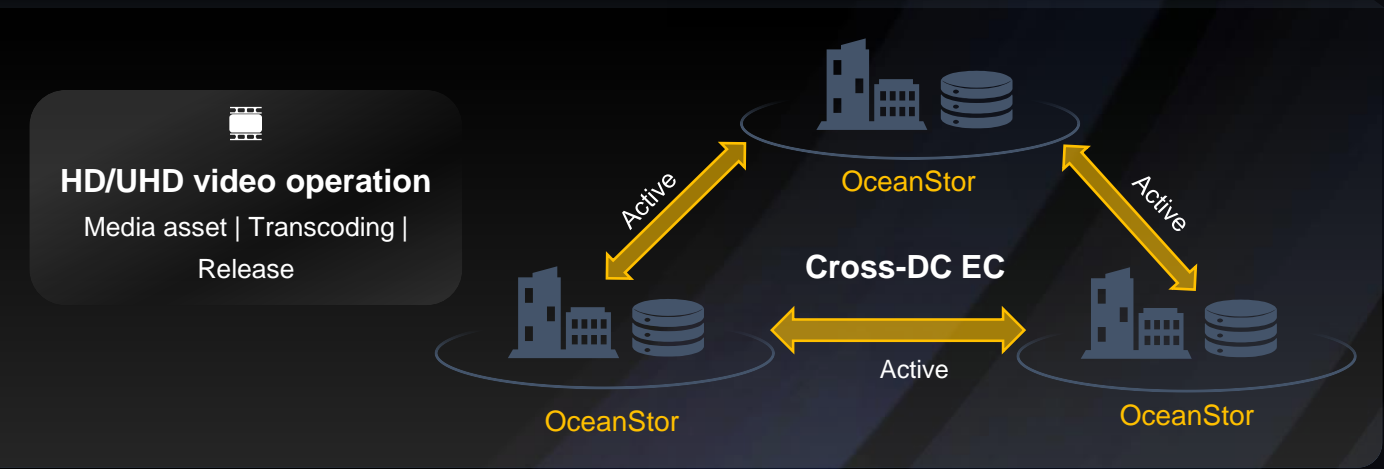 HD/UHD video operation
Media asset | Transcoding |
Release
OceanStor
Active
Active
Cross-DC EC
Active
OceanStor
OceanStor